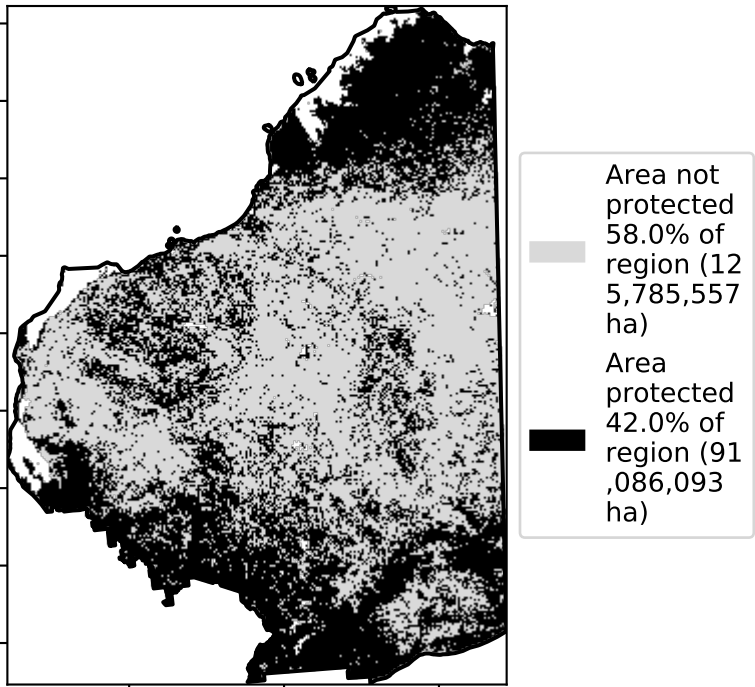 Area not
protected
58.0% of
region (12
5,785,557
ha)
Area
protected
42.0% of
region (91
,086,093
ha)